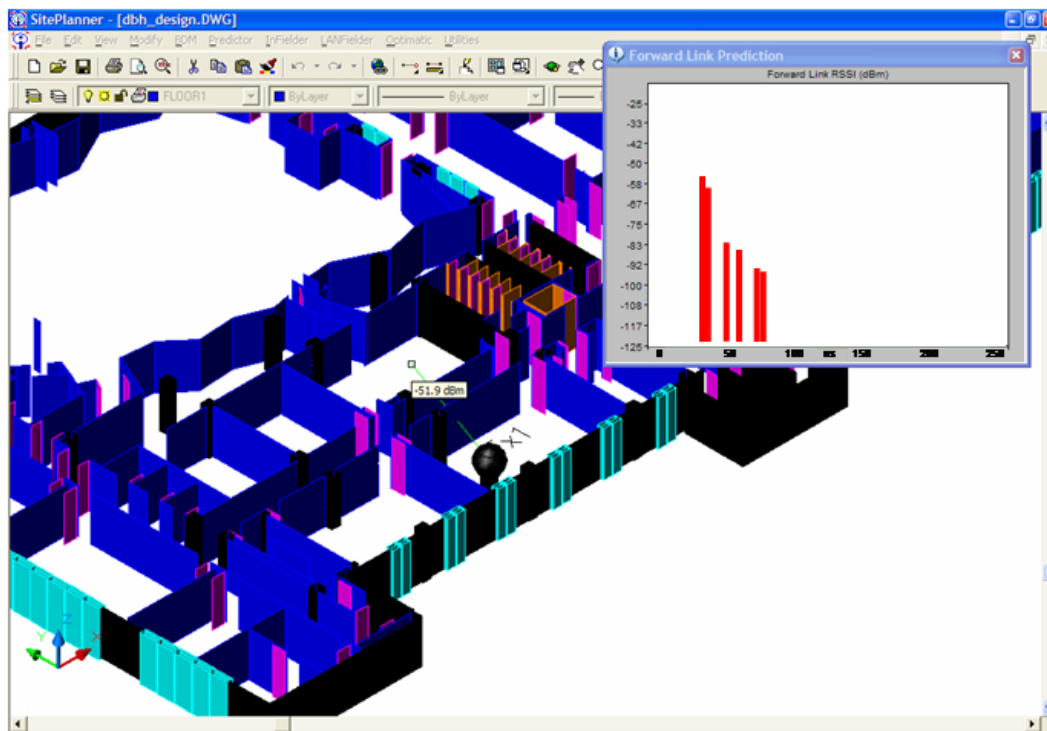 SitePlanner - [dbh_design.DWG]
File Edit View Modify BDM Predictor InFielder LANFielder Optimatic Utilities
FLOOR1 ByLayer ByLayer
Forward Link Prediction
Forward Link RSSI (dBm)
-25
-33
-42
-50
-58
-67
-75
-83
-92
-100
-108
-117
-125
0 50 100 ns 150 200 250
-51.9 dBm
X1
Z
Y X